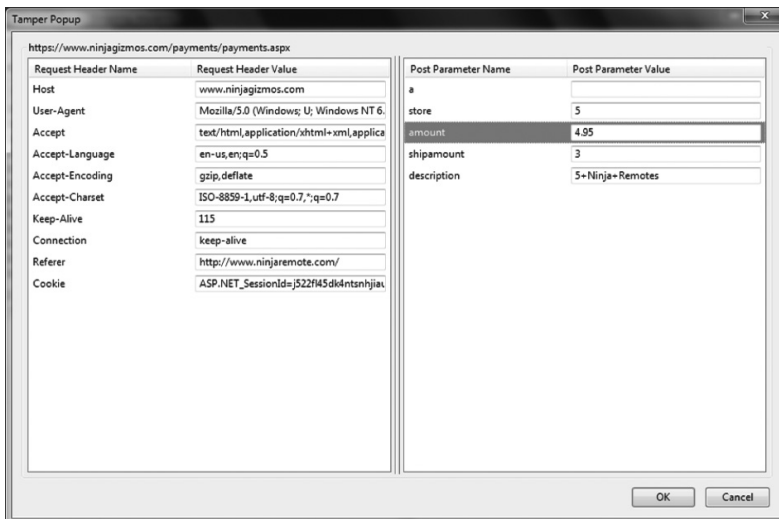 Tamper Popup
https://www.ninjagizmos.com/payments/payments.aspx
Request Header Name Request Header Value
Host www.ninjagizmos.com
User-Agent Mozilla/5.0 (Windows; U; Windows NT 6.
Accept text/html,application/xhtml+xml,applica
Accept-Language en-us,en;q=0.5
Accept-Encoding gzip,deflate
Accept-Charset ISO-8859-1,utf-8;q=0.7,*;q=0.7
Keep-Alive 115
Connection keep-alive
Referer http://www.ninjaremote.com/
Cookie
Post Parameter Name Post Parameter Value
a
store 5
amount 4.95
shipamount 3
description 5+Ninja+Remotes
OK Cancel